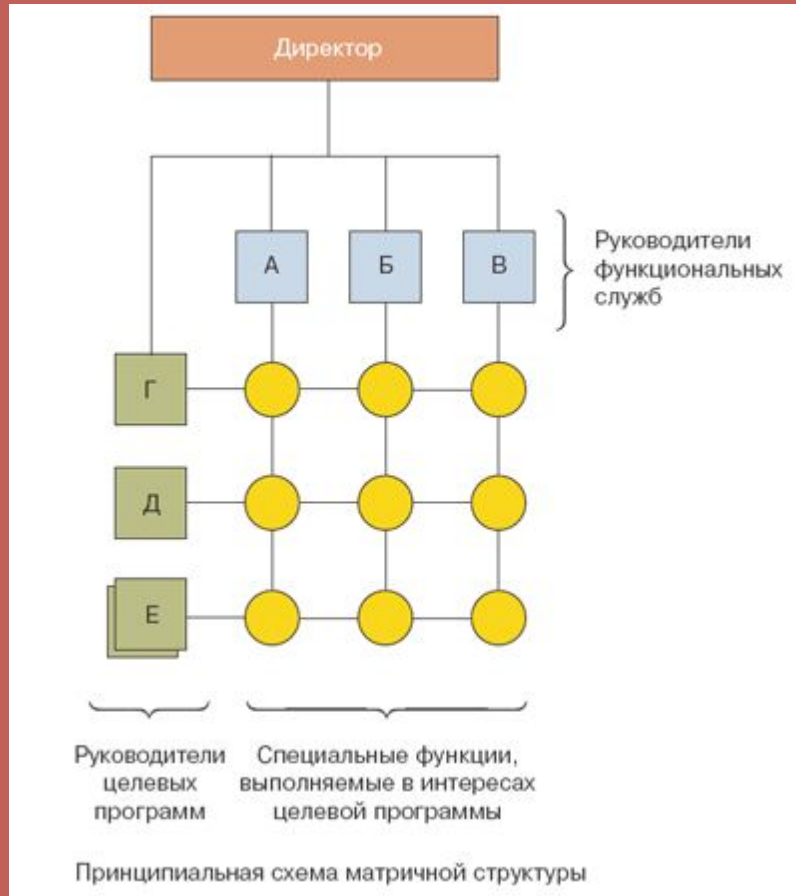 Директор
А
Б
В
Руководители
функциональных
служб
Г
Д
Е
Руководители
целевых
программ
Специальные функции,
выполняемые в интересах
целевой программы
Принципиальная схема матричной структуры